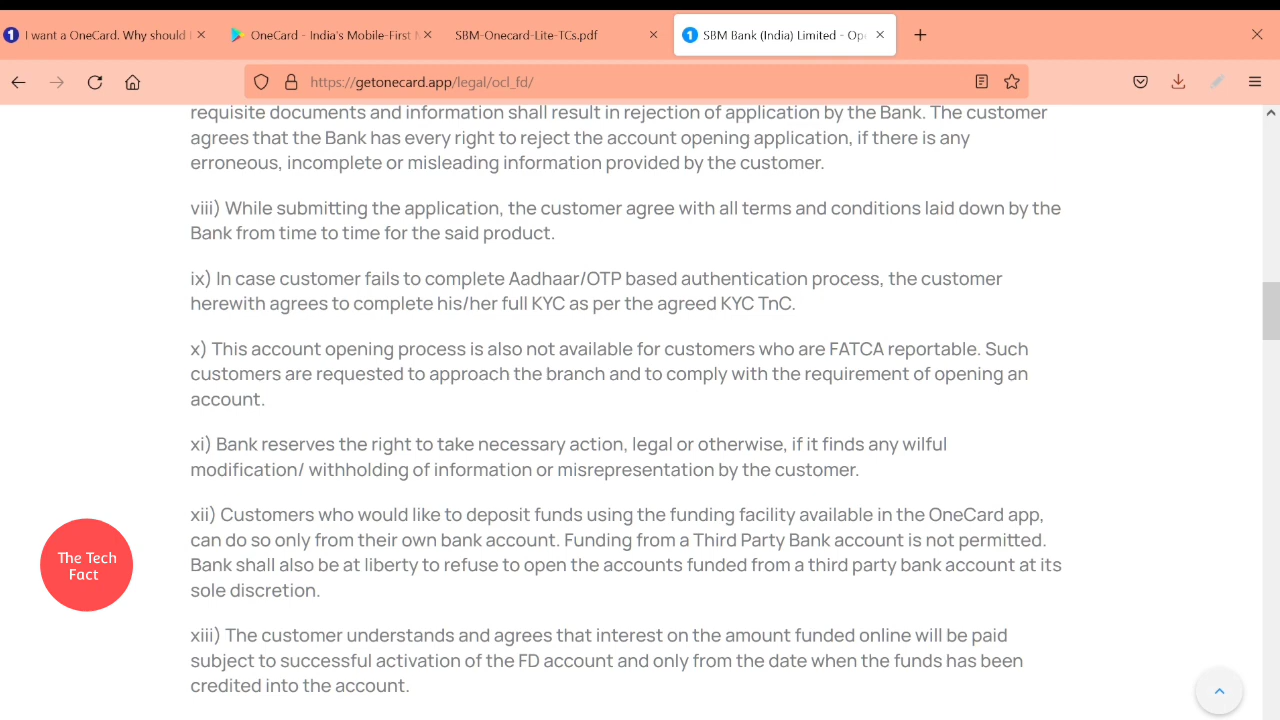 I want a OneCard. Why should
OneCard - India's Mobile-First
SBM-Onecard-Lite-TCs.pdf
SBM Bank (India) Limited - Op
https://getonecard.app/legal/ocl_fd/
requisite documents and information shall result in rejection of application by the Bank. The customer
agrees that the Bank has every right to reject the account opening application, if there is any
erroneous, incomplete or misleading information provided by the customer.
viii) While submitting the application, the customer agree with all terms and conditions laid down by the
Bank from time to time for the said product.
ix) In case customer fails to complete Aadhaar/OTP based authentication process, the customer
herewith agrees to complete his/her full KYC as per the agreed KYC TnC.
x) This account opening process is also not available for customers who are FATCA reportable. Such
customers are requested to approach the branch and to comply with the requirement of opening an
account.
xi) Bank reserves the right to take necessary action, legal or otherwise, if it finds any wilful
modification/ withholding of information or misrepresentation by the customer.
xii) Customers who would like to deposit funds using the funding facility available in the OneCard app,
can do so only from their own bank account. Funding from a Third Party Bank account is not permitted.
Bank shall also be at liberty to refuse to open the accounts funded from a third party bank account at its
sole discretion.
xiii) The customer understands and agrees that interest on the amount funded online will be paid
subject to successful activation of the FD account and only from the date when the funds has been
credited into the account.
The Tech
Fact